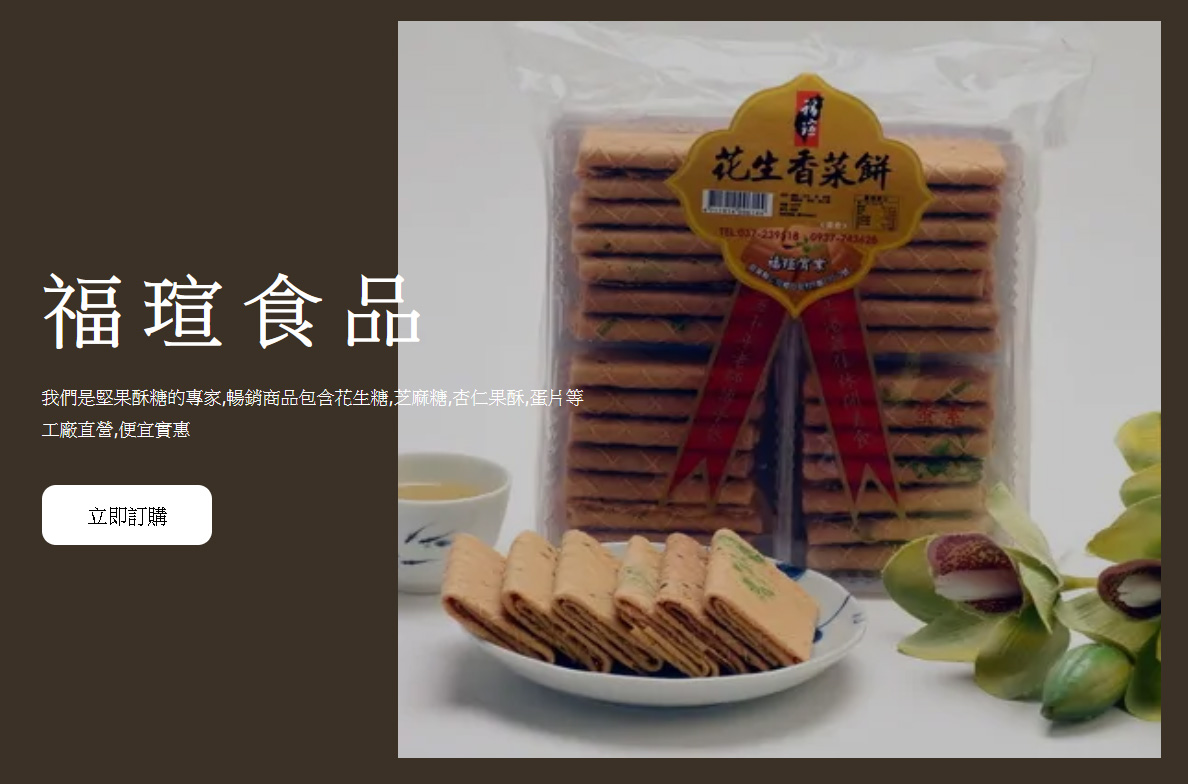 福瑄食品
我們是堅果酥糖的專家,暢銷商品包含花生糖,芝麻糖,杏仁果酥,蛋片等
工廠直營,便宜實惠
立即訂購
福瑄
花生香菜餅
福瑄實業